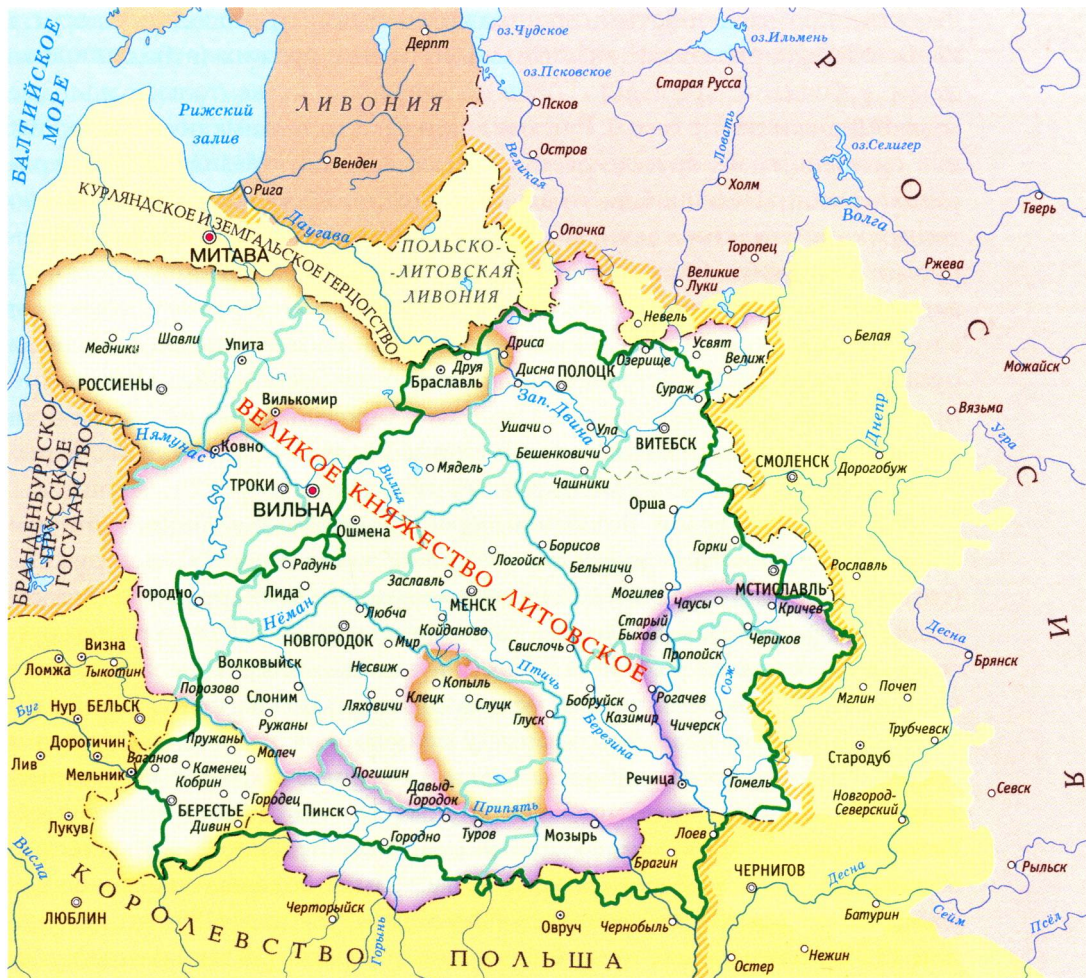 БАЛТИЙСКОЕ
МОРЕ
Рижский
залив
Дерпт
оз.Чудское
оз.Псковское
оз.Ильмень
Старая Русса
ЛИВОНИЯ
Псков
Остров
Великая
Ловать
Холм
оз.Селигер
Волга
Тверь
Ржева
РОССИЯ
Венден
Рига
Даугава
КУРЛЯНДСКОЕ И ЗЕМГАЛЬСКОЕ ГЕРЦОГСТВО
МИТАВА
ПОЛЬСКО-
-ЛИТОВСКАЯ
ЛИВОНИЯ
Опочка
Торопец
Великие
Луки
Невель
Усвят
Велиж
Озерище
Сураж
Белая
Можайск
Вязьма
Угра
Днепр
Дорогобуж
СМОЛЕНСК
Медники
Шавли
Упита
РОССИЕНЫ
Вилькомир
Друя
Браславль
Дриса
Дисна
ПОЛОЦК
Зап. Двина
Ушачи
Ула
Бешенковичи
Чашники
ВИТЕБСК
БРАНДЕНБУРГСКО
ПРУССКОЕ
ГОСУДАРСТВО
Нямунас
Ковно
ТРОКИ
ВИЛЬНА
Вилия
Мядель
Ошмена
ВЕЛИКОЕ КНЯЖЕСТВО ЛИТОВСКОЕ
Орша
Горки
МСТИСЛАВЛЬ
Рославль
Радунь
Лида
Городно
Нёман
Логойск
Борисов
Заславль
МЕНСК
Белыничи
Могилев
Чаусы
Кричев
Чериков
Старый
Быхов
Пропойск
Сож
Любча
НОВГОРОДОК
Мир
Койданово
Свислочь
Птичь
Несвиж
Волковыйск
Порозово
Слоним
Ружаны
Ляховичи
Клецк
Копыль
Слуцк
Глуск
Бобруйск
Казимир
Рогачев
Чичерск
Березина
Речица
Гомель
Десна
Брянск
Мглин
Почеп
Трубчевск
Стародуб
Новгород-
Северский
Севск
Рыльск
Визна
Ломжа
Тыкотин
Буг
Нур
БЕЛЬСК
Дорогичин
Лив
Мельник
Ваганов
Пружаны
Малеч
Каменец
Кобрин
Городец
БЕРЕСТЬЕ
Дивин
Лукув
Логишин
Пинск
Давыд-
Городок
Припять
Городно
Туров
Мозырь
Лоев
Брагин
ЧЕРНИГОВ
Десна
Батурин
Сейм
Псёл
Висла
ЛЮБЛИН
КОРОЛЕВСТВО ПОЛЬША
Черторыйск
Горынь
Овруч
Чернобыль
Остер
Нежин